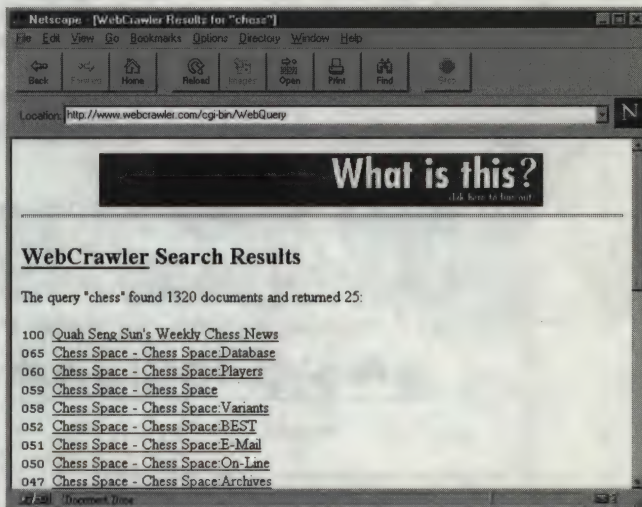 Netscape - [WebCrawler Results for "chess"]
File Edit View Go Bookmarks Options Directory Window Help
Back Forward Home Reload Images Open Print Find Stop
Location: http://www.webcrawler.com/cgi-bin/WebQuery
N
What is this?
click here to find out
WebCrawler Search Results
The query "chess" found 1320 documents and returned 25:
100 Quah Seng Sun's Weekly Chess News
065 Chess Space - Chess Space:Database
060 Chess Space - Chess Space:Players
059 Chess Space - Chess Space
058 Chess Space - Chess Space:Variants
052 Chess Space - Chess Space:BEST
051 Chess Space - Chess Space:E-Mail
050 Chess Space - Chess Space:On-Line
047 Chess Space - Chess Space:Archives
Document Done